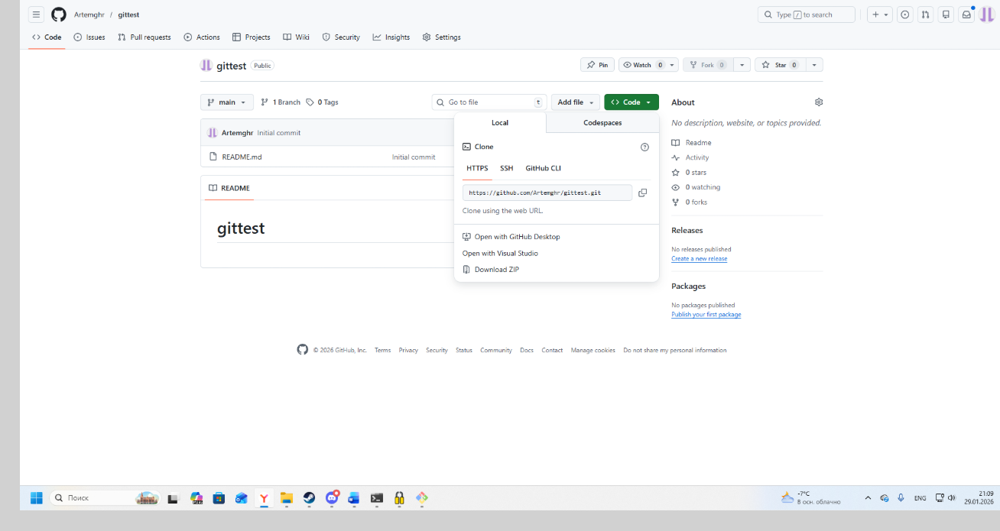 Artemghr / gittest
Type / to search
Code Issues Pull requests Actions Projects Wiki Security Insights Settings
gittest Public
Pin Watch 0 Fork 0 Star 0
main 1 Branch 0 Tags
Go to file t Add file Code
Artemghr Initial commit
README.md Initial commit
README
gittest
Local Codespaces
Clone
HTTPS SSH GitHub CLI
https://github.com/Artemghr/gittest.git
Clone using the web URL.
Open with GitHub Desktop
Open with Visual Studio
Download ZIP
About
No description, website, or topics provided.
Readme
Activity
0 stars
0 watching
0 forks
Releases
No releases published
Create a new release
Packages
No packages published
Publish your first package
© 2026 GitHub, Inc. Terms Privacy Security Status Community Docs Contact Manage cookies Do not share my personal information
Поиск
-7°C
В осн. облачно
ENG
21:09
29.01.2026